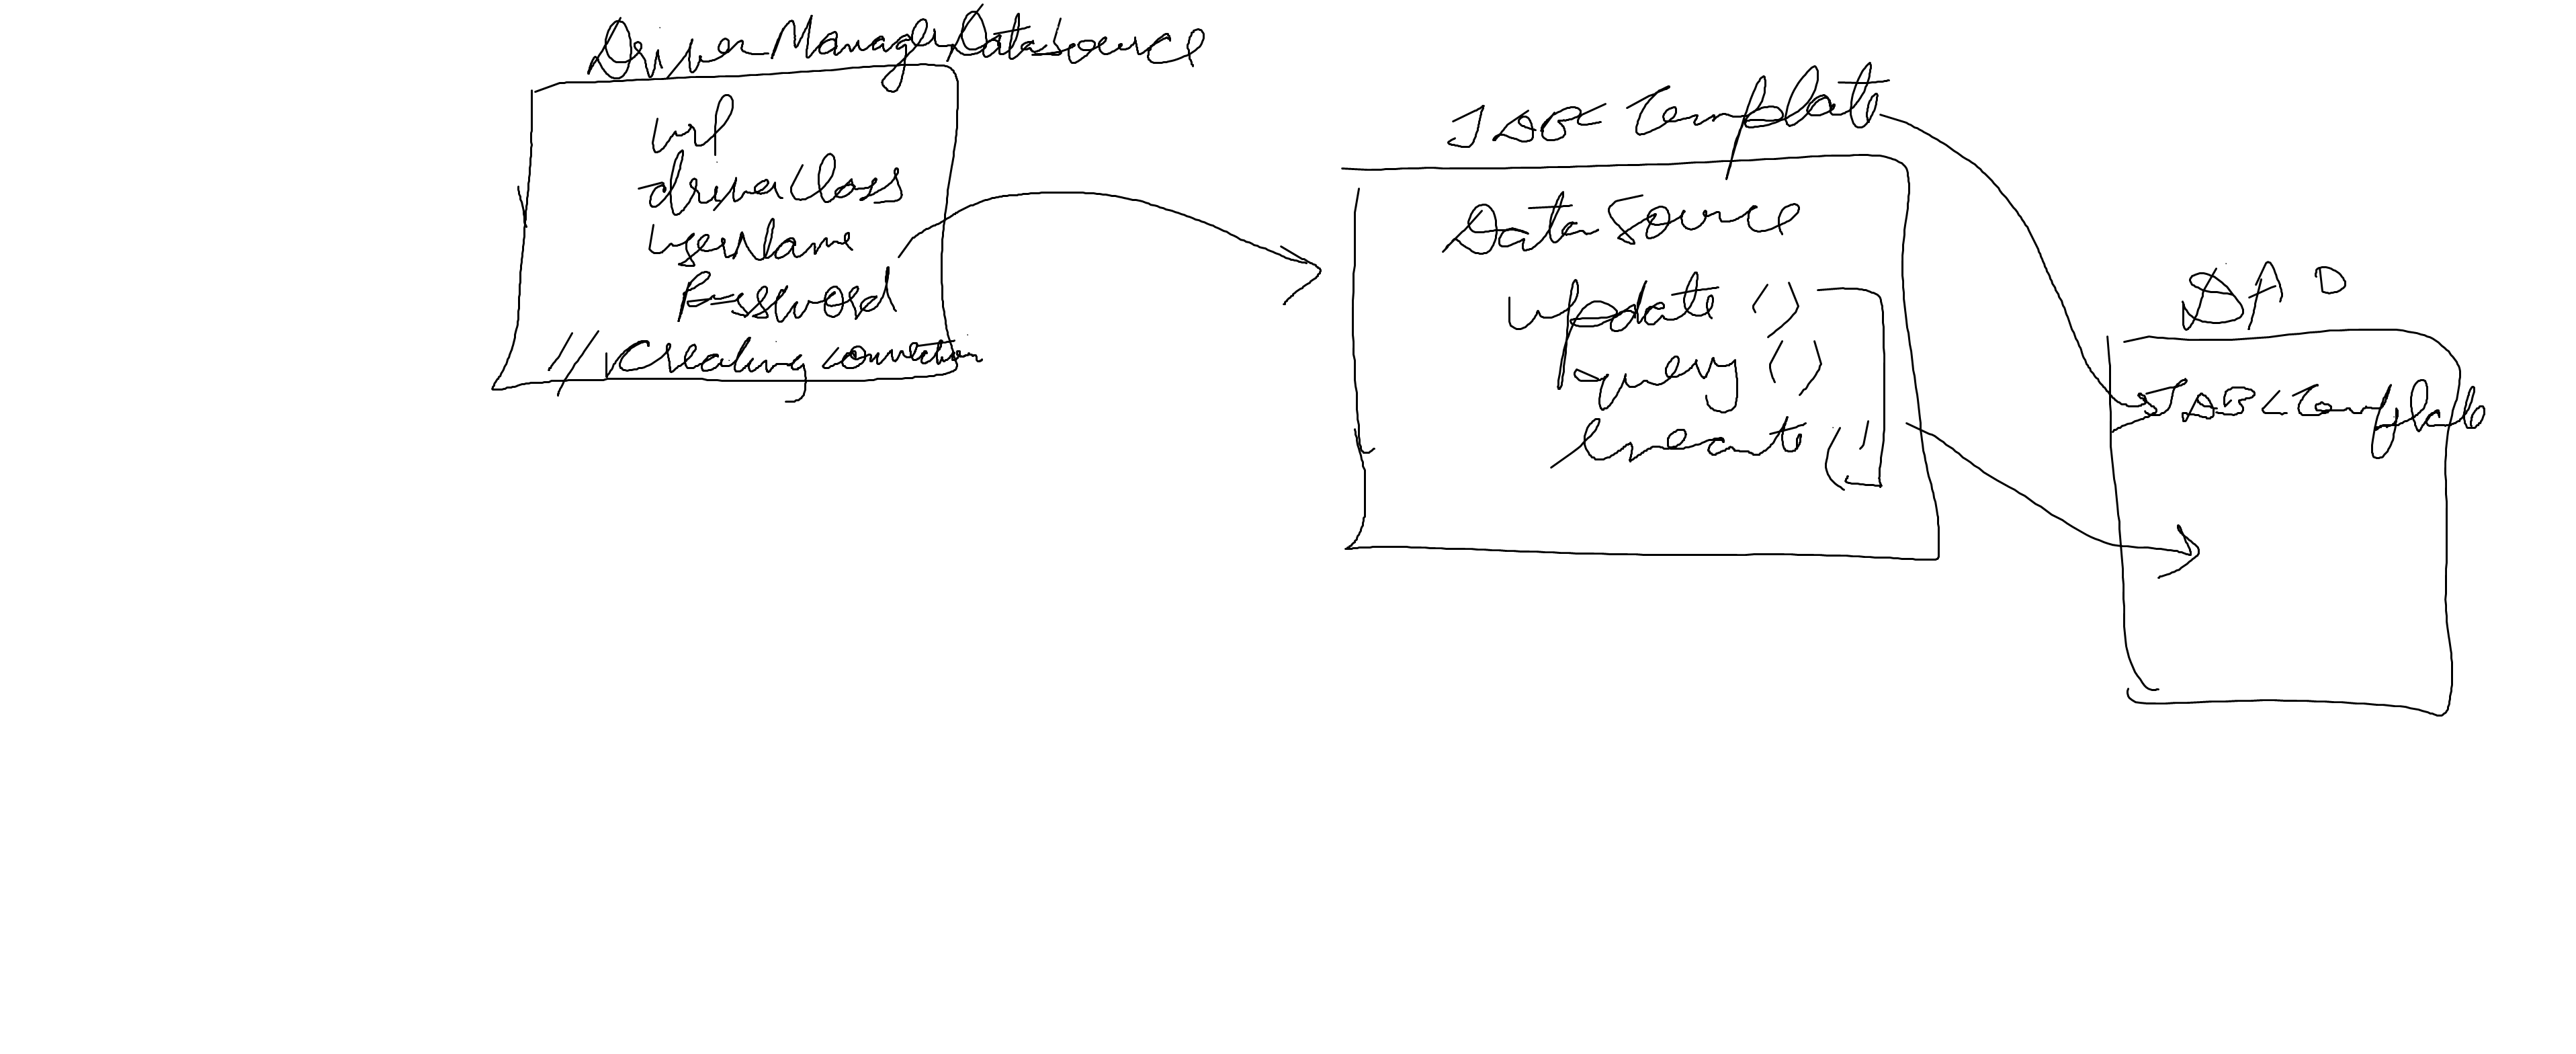 DriverManagerDataSource
url
driverClass
userName
Password
// Creating connection
JDBC Template
DataSource
update ()
query ()
execute ()
DAO
JDBCTemplate